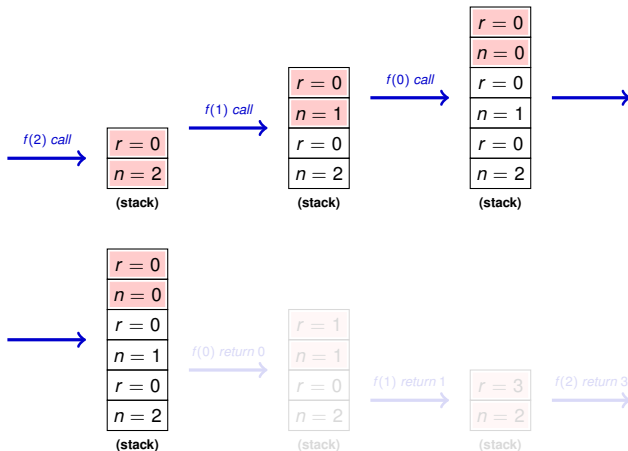 f(2) call
r = 0
n = 2
(stack)
f(1) call
r = 0
n = 1
r = 0
n = 2
(stack)
f(0) call
r = 0
n = 0
r = 0
n = 1
r = 0
n = 2
(stack)
r = 0
n = 0
r = 0
n = 1
r = 0
n = 2
(stack)
f(0) return 0
r = 1
n = 1
r = 0
n = 2
(stack)
f(1) return 1
r = 3
n = 2
(stack)
f(2) return 3